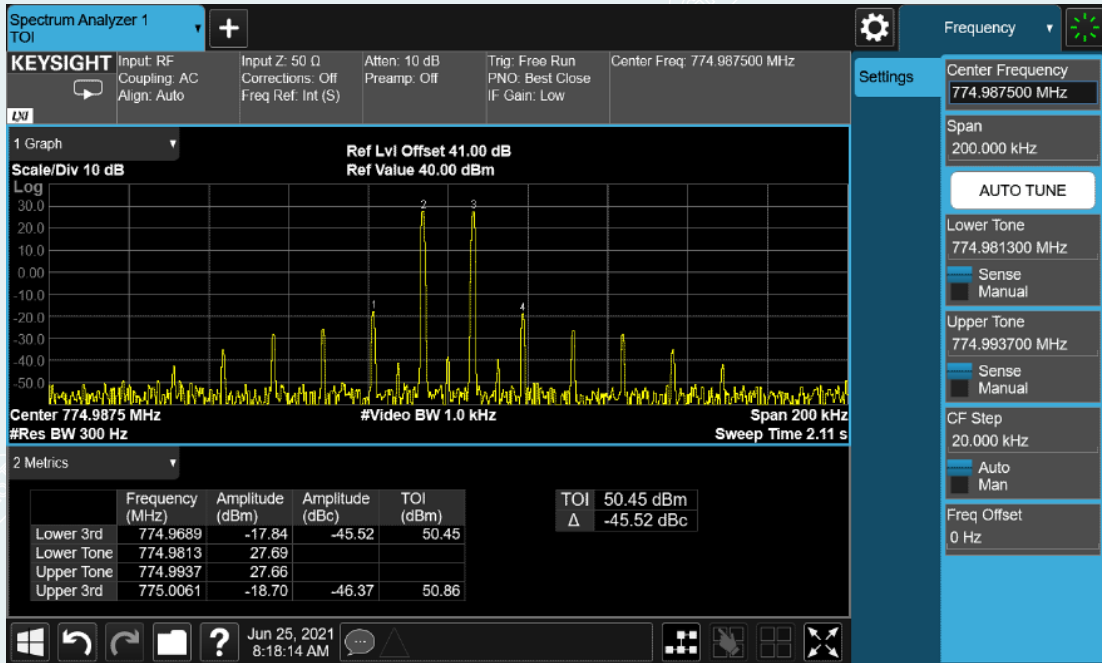 Spectrum Analyzer 1
TOI
+
Frequency
KEYSIGHT
LXI
Input: RF
Coupling: AC
Align: Auto
Input Z: 50 Ω
Corrections: Off
Freq Ref: Int (S)
Atten: 10 dB
Preamp: Off
Trig: Free Run
PNO: Best Close
IF Gain: Low
Center Freq: 774.987500 MHz
Settings
Center Frequency
774.987500 MHz
Span
200.000 kHz
AUTO TUNE
Lower Tone
774.981300 MHz
Sense
Manual
Upper Tone
774.993700 MHz
Sense
Manual
CF Step
20.000 kHz
Auto
Man
Freq Offset
0 Hz
1 Graph
Scale/Div 10 dB
Ref Lvl Offset 41.00 dB
Ref Value 40.00 dBm
Log
30.0
20.0
10.0
0.00
-10.0
-20.0
-30.0
-40.0
-50.0
1
2
3
4
Center 774.9875 MHz
#Video BW 1.0 kHz
Span 200 kHz
#Res BW 300 Hz
Sweep Time 2.11 s
2 Metrics
Frequency (MHz) Amplitude (dBm) Amplitude (dBc) TOI (dBm)
Lower 3rd 774.9689 -17.84 -45.52 50.45
Lower Tone 774.9813 27.69
Upper Tone 774.9937 27.66
Upper 3rd 775.0061 -18.70 -46.37 50.86
TOI 50.45 dBm
Δ -45.52 dBc
?
Jun 25, 2021
8:18:14 AM